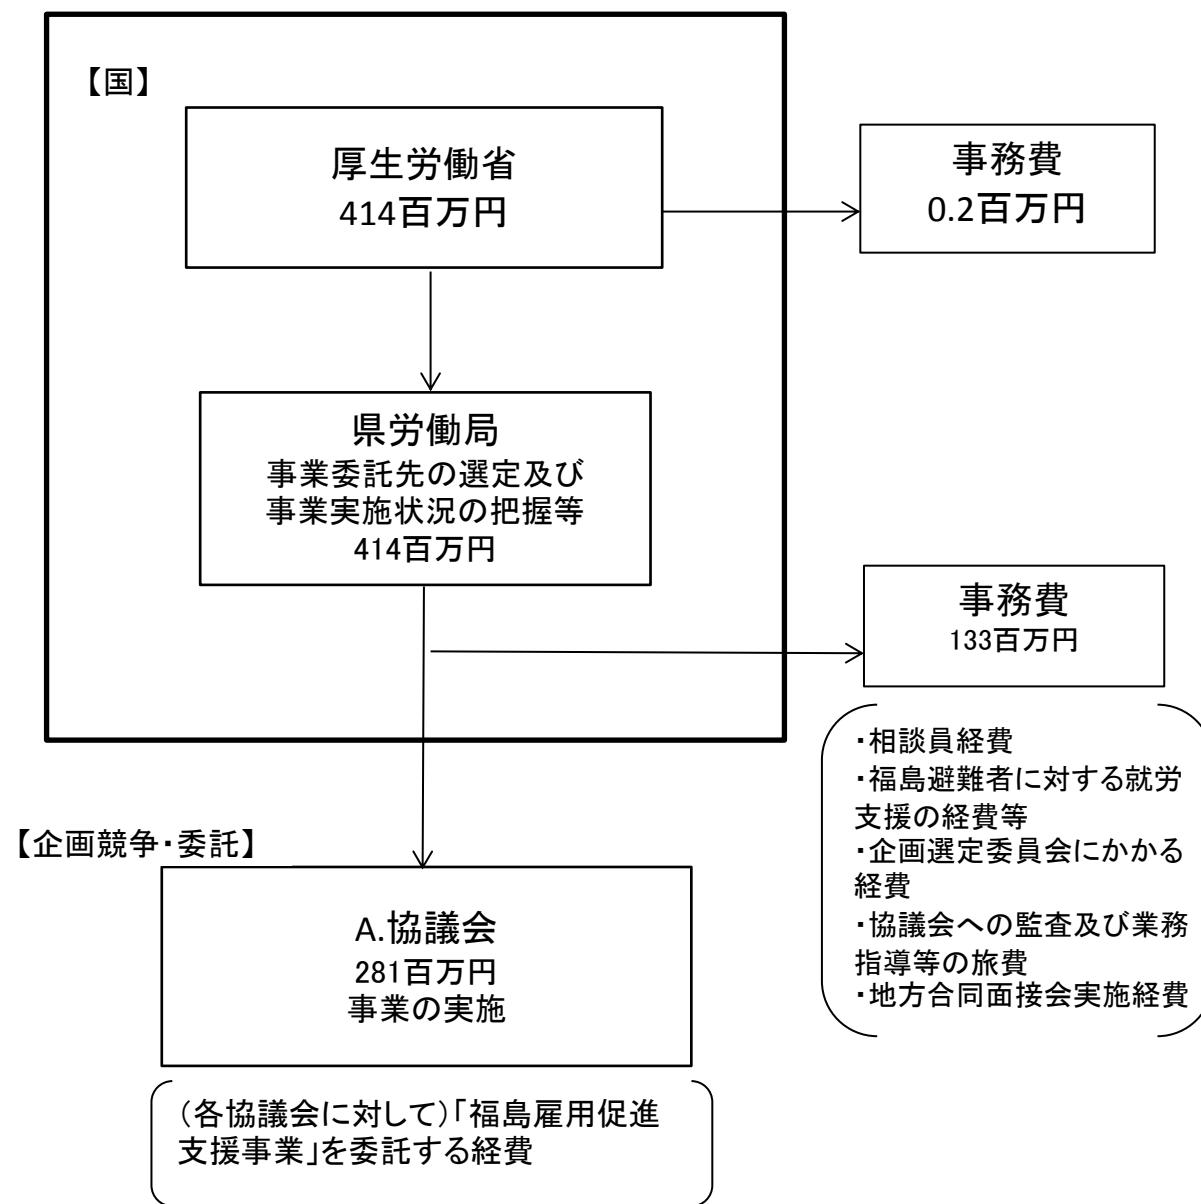 【国】
厚生労働省
414百万円
事務費
0.2百万円
県労働局
事業委託先の選定及び
事業実施状況の把握等
414百万円
事務費
133百万円
・相談員経費
・福島避難者に対する就労
支援の経費等
・企画選定委員会にかかる
経費
・協議会への監査及び業務
指導等の旅費
・地方合同面接会実施経費
【企画競争・委託】
A.協議会
281百万円
事業の実施
(各協議会に対して)「福島雇用促進
支援事業」を委託する経費